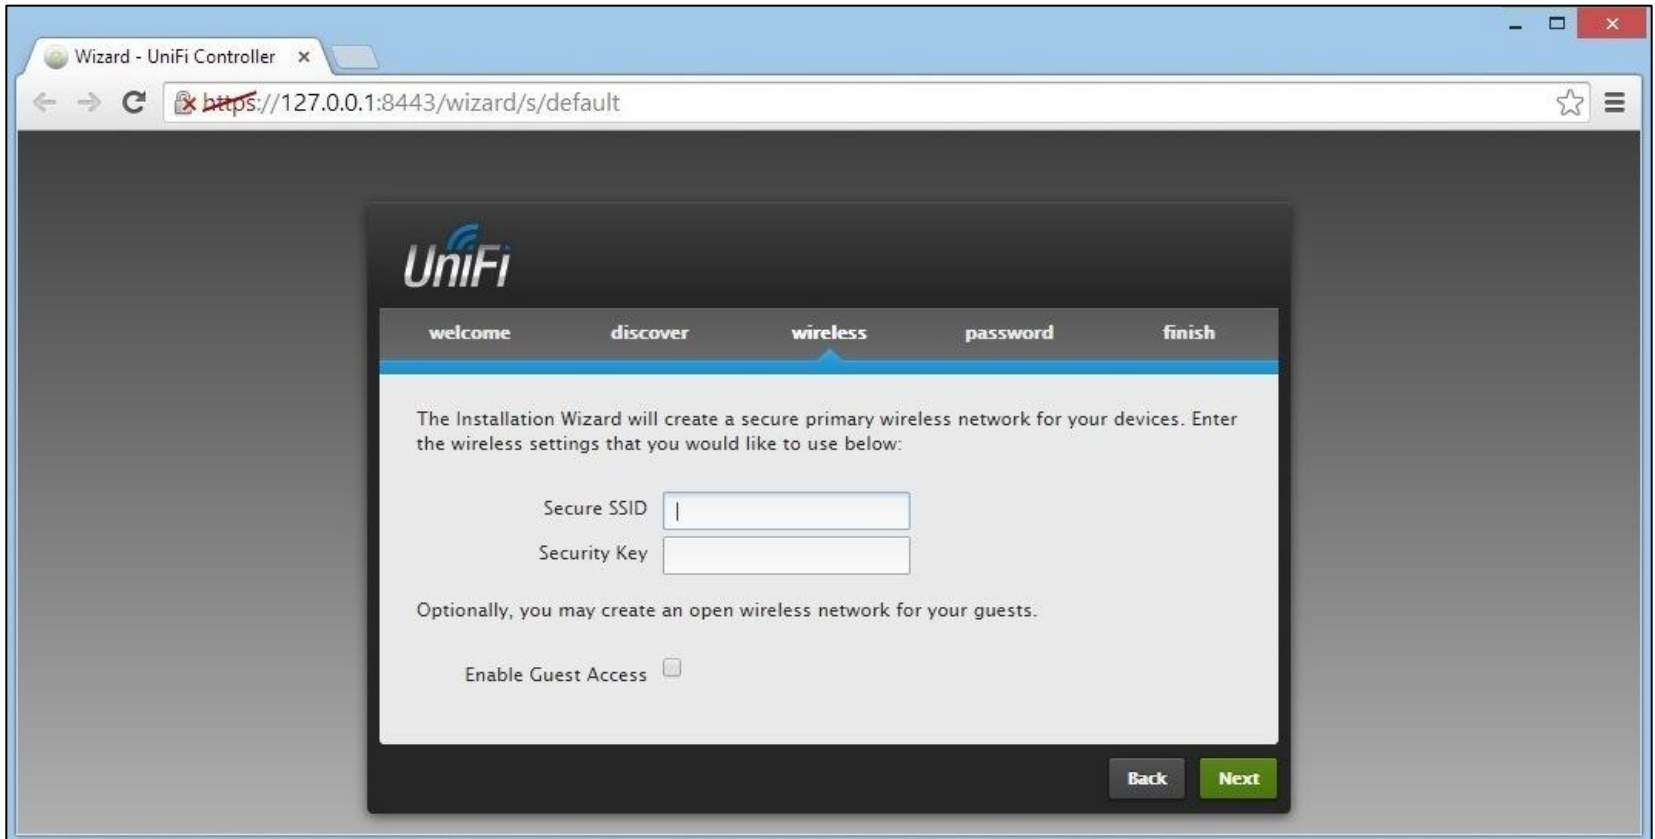 Wizard - UniFi Controller
https://127.0.0.1:8443/wizard/s/default
UniFi
welcome discover wireless password finish
The Installation Wizard will create a secure primary wireless network for your devices. Enter
the wireless settings that you would like to use below:
Secure SSID
Security Key
Optionally, you may create an open wireless network for your guests.
Enable Guest Access
Back Next